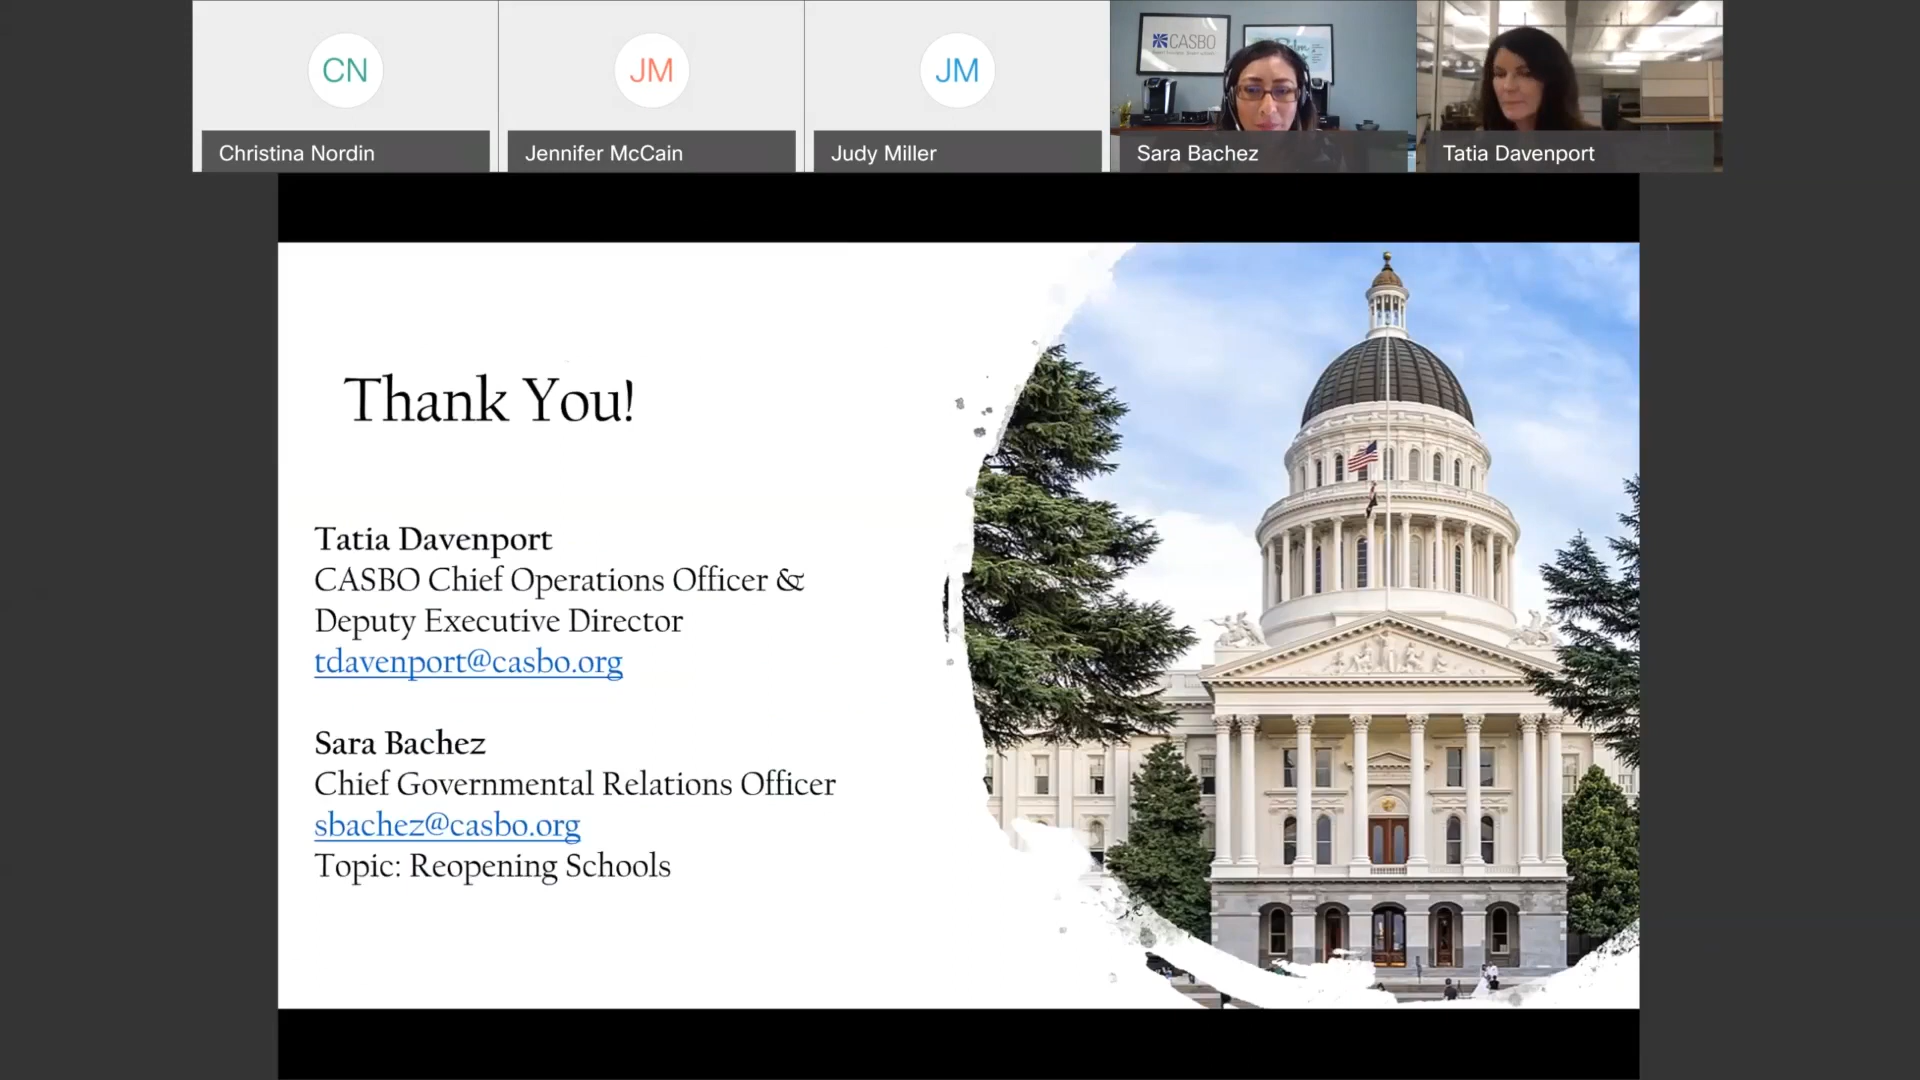 CN
JM
JM
CASBO
Christina Nordin
Jennifer McCain
Judy Miller
Sara Bachez
Tatia Davenport
Thank You!
Tatia Davenport
CASBO Chief Operations Officer &
Deputy Executive Director
tdavenport@casbo.org
Sara Bachez
Chief Governmental Relations Officer
sbachez@casbo.org
Topic: Reopening Schools